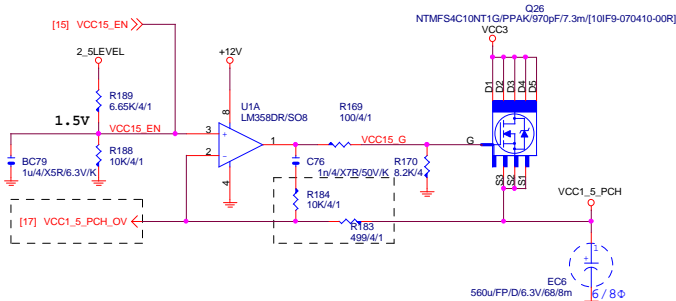 Q26
NTMFS4C10NT1G/PPAK/970pF/7.3m/[10IF9-070410-00R]
[15] VCC15_EN
VCC3
2_5LEVEL
+12V
D1
D2
D3
D4
D5
R189
6.65K/4/1
U1A
LM358DR/SO8
R169
100/4/1
8
1.5V
VCC15_EN
3
+
1
VCC15_G
G
2
-
R188
10K/4/1
BC79
1u/4/X5R/6.3V/K
4
C76
1n/4/X7R/50V/K
R170
8.2K/4
S3
S2
S1
R184
10K/4/1
VCC1_5_PCH
[17] VCC1_5_PCH_OV
R183
499/4/1
1
+
EC6
560u/FP/D/6.3V/68/8m
6/8Φ